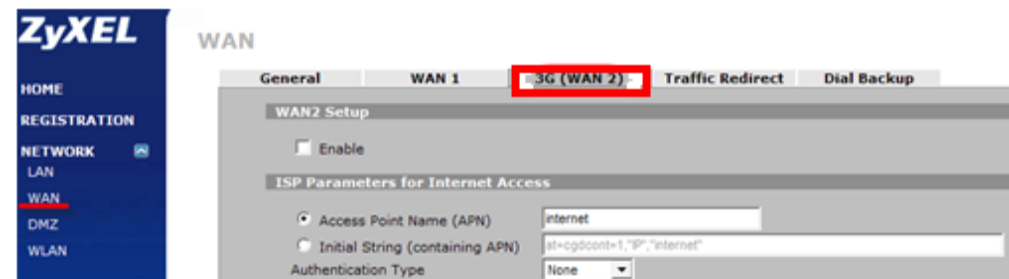 ZyXEL
WAN
General WAN 1 3G (WAN 2) Traffic Redirect Dial Backup
HOME
REGISTRATION
NETWORK
LAN
WAN
DMZ
WLAN
WAN2 Setup
Enable
ISP Parameters for Internet Access
Access Point Name (APN) internet
Initial String (containing APN) at+cgdcont=1,"IP","internet"
Authentication Type None